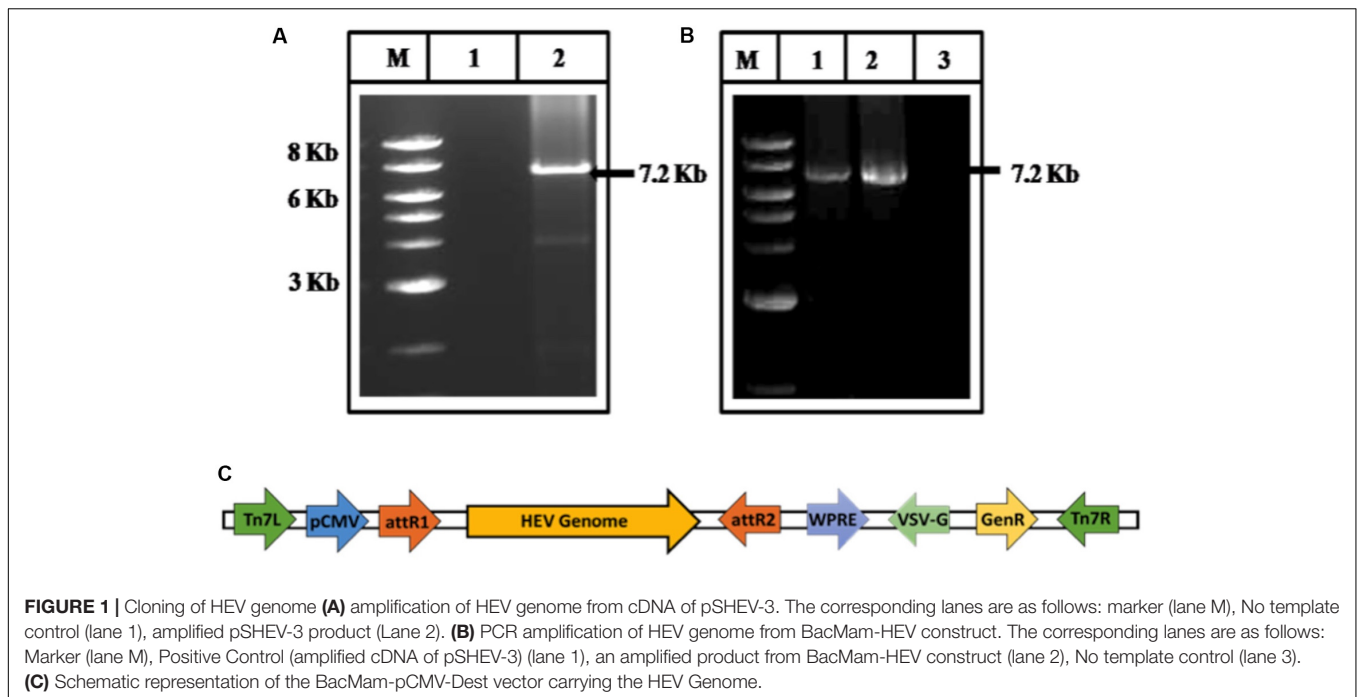 A
M 1 2
8 Kb
6 Kb
3 Kb
7.2 Kb
B
M 1 2 3
7.2 Kb
C
Tn7L pCMV attR1 HEV Genome attR2 WPRE VSV-G GenR Tn7R
FIGURE 1 | Cloning of HEV genome (A) amplification of HEV genome from cDNA of pSHEV-3. The corresponding lanes are as follows: marker (lane M), No template
control (lane 1), amplified pSHEV-3 product (Lane 2). (B) PCR amplification of HEV genome from BacMam-HEV construct. The corresponding lanes are as follows:
Marker (lane M), Positive Control (amplified cDNA of pSHEV-3) (lane 1), an amplified product from BacMam-HEV construct (lane 2), No template control (lane 3).
(C) Schematic representation of the BacMam-pCMV-Dest vector carrying the HEV Genome.